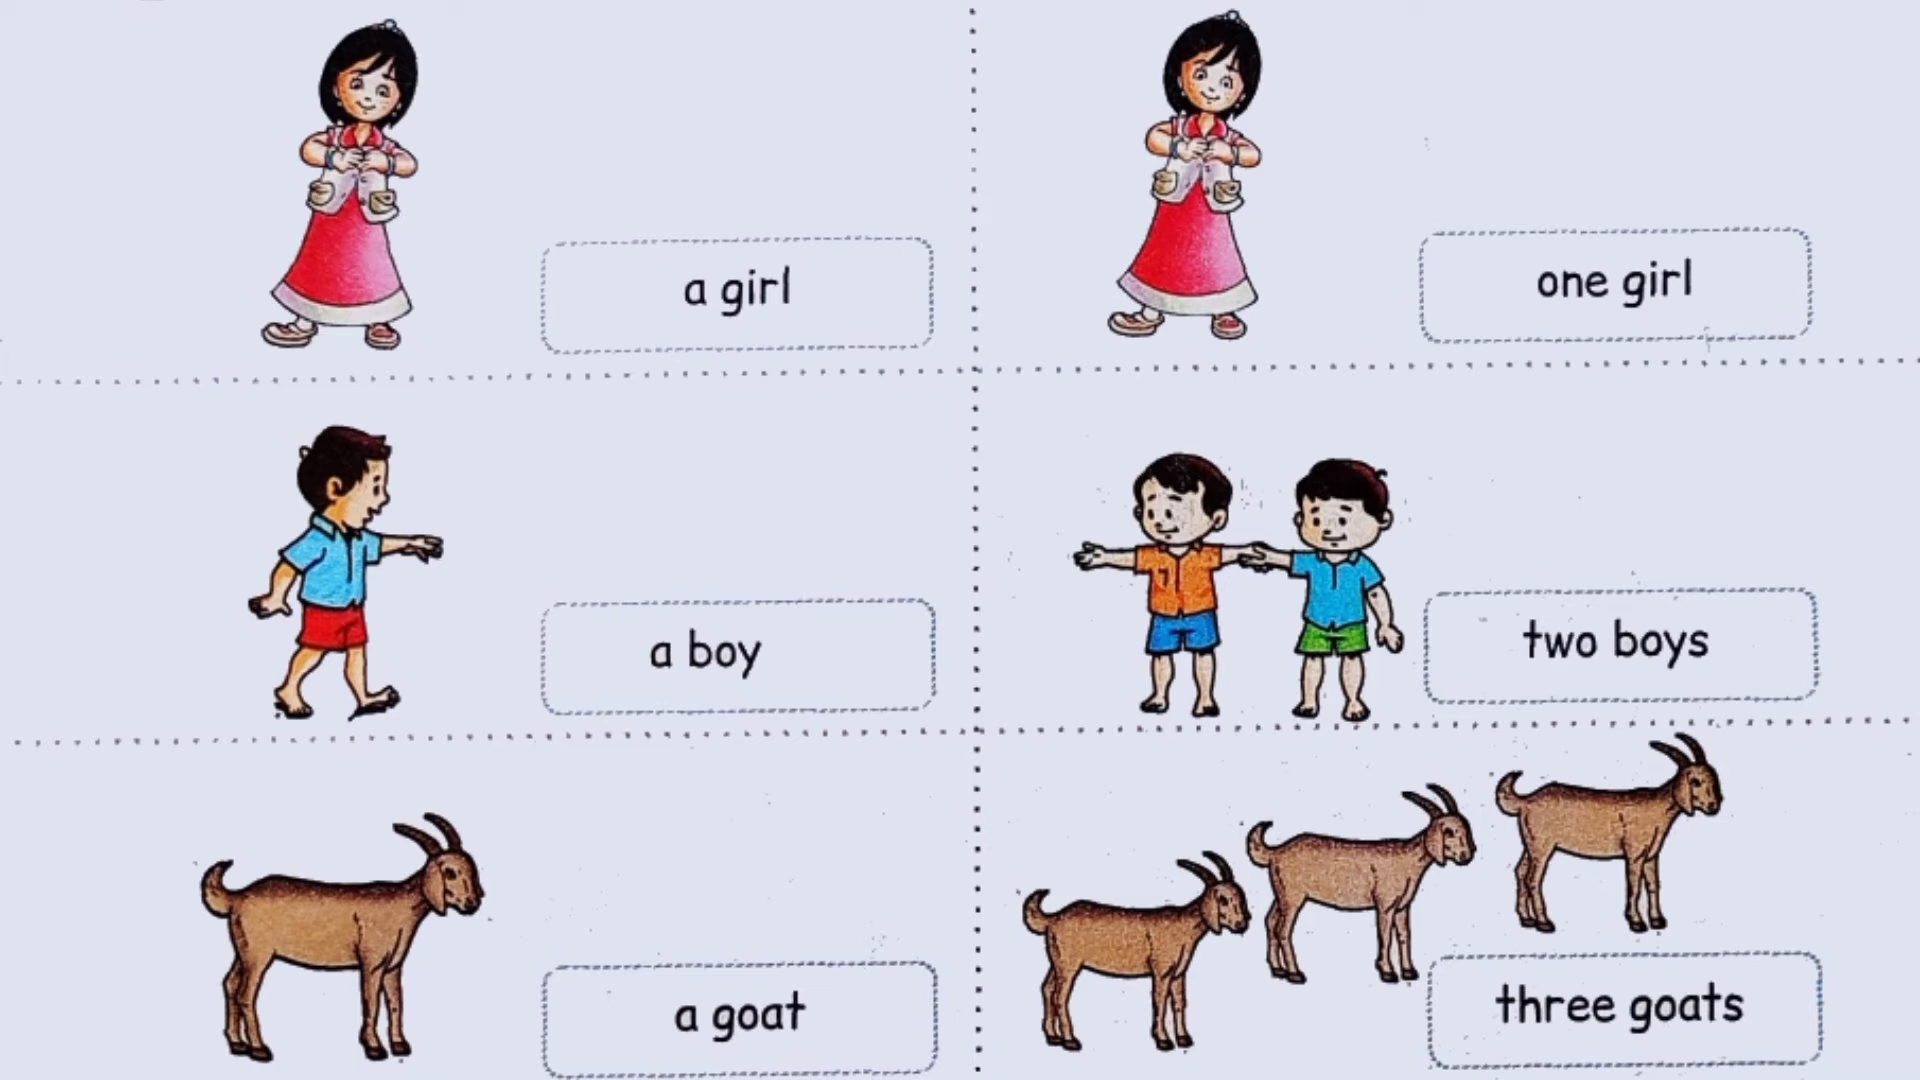 a girl
one girl
a boy
two boys
a goat
three goats